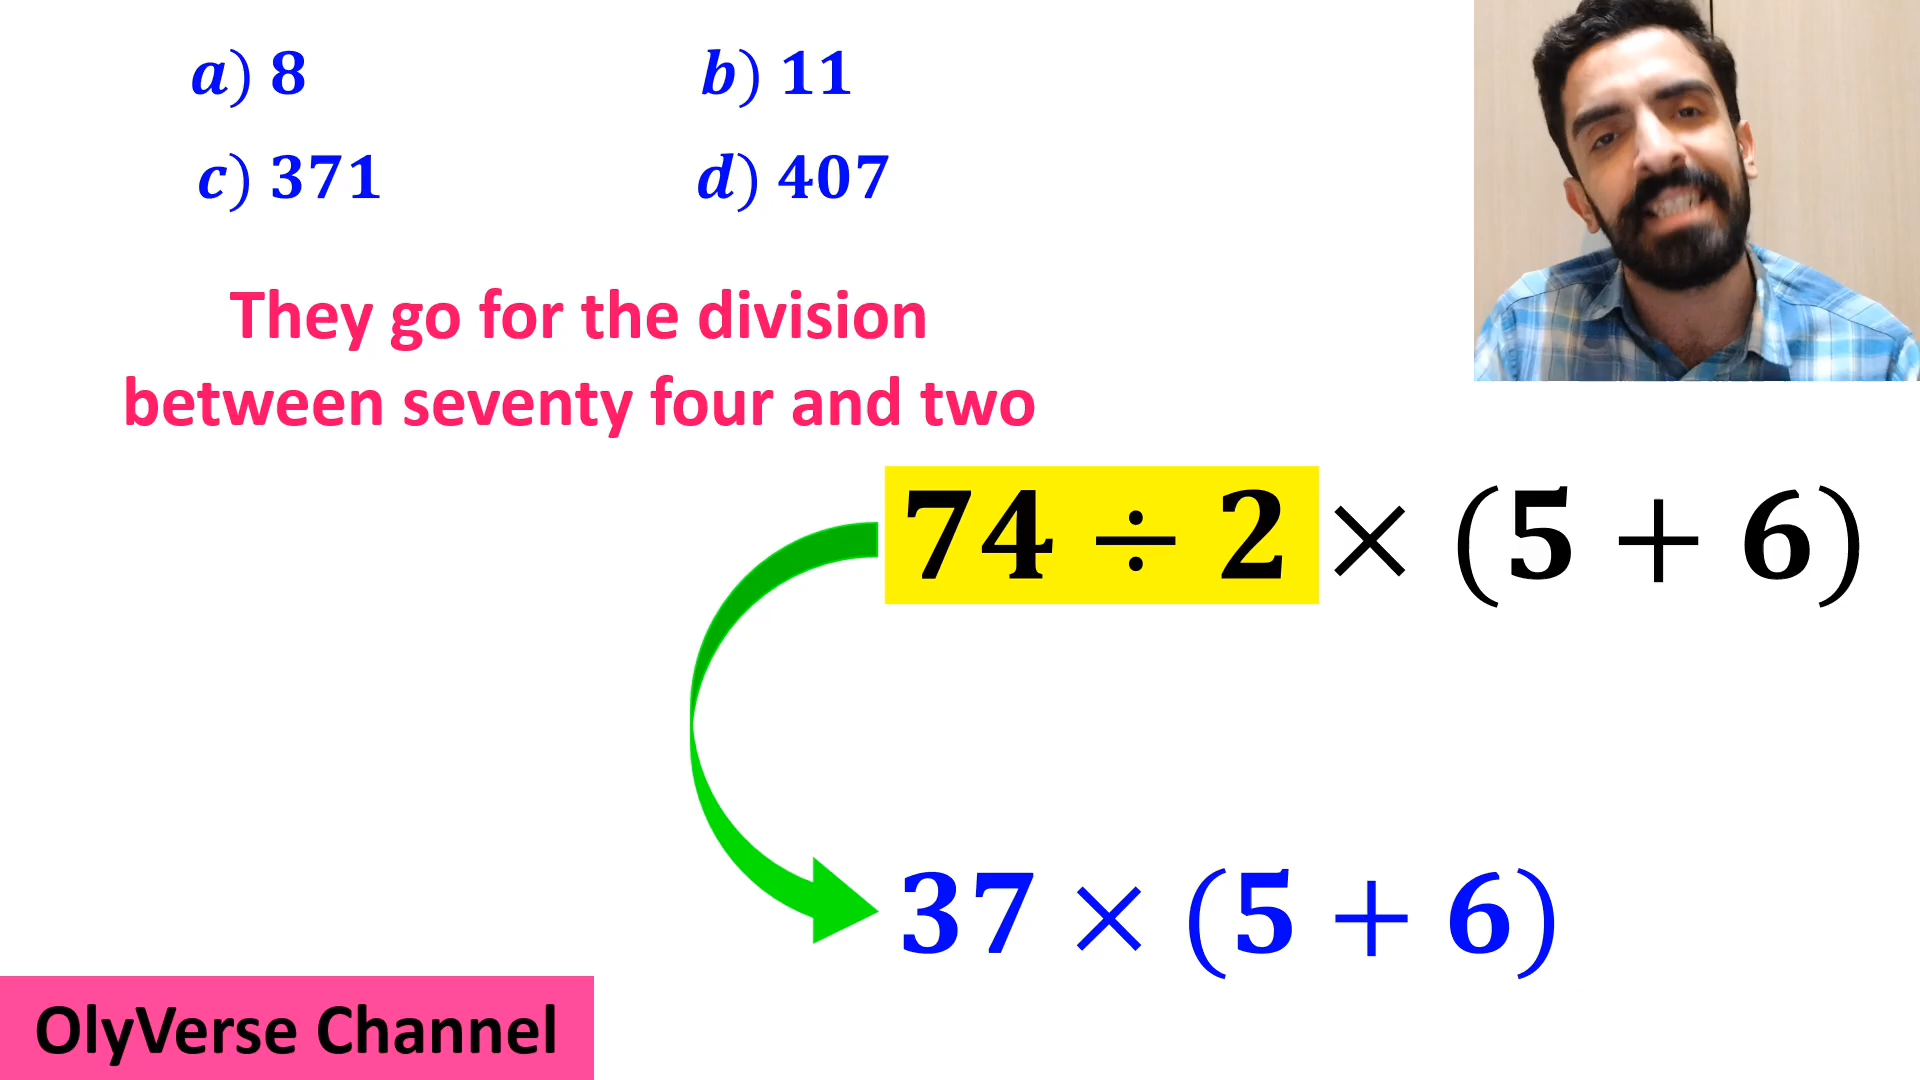 a) 8 b) 11
c) 371 d) 407
They go for the division
between seventy four and two
74 ÷ 2 × (5 + 6)
37 × (5 + 6)
OlyVerse Channel